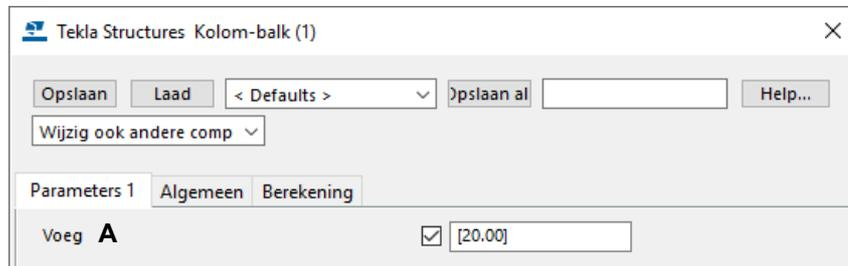 Tekla Structures Kolom-balk (1)
Opslaan Laad < Defaults > Opslaan al Help...
Wijzig ook andere comp
Parameters 1 Algemeen Berekening
Voeg A [20.00]